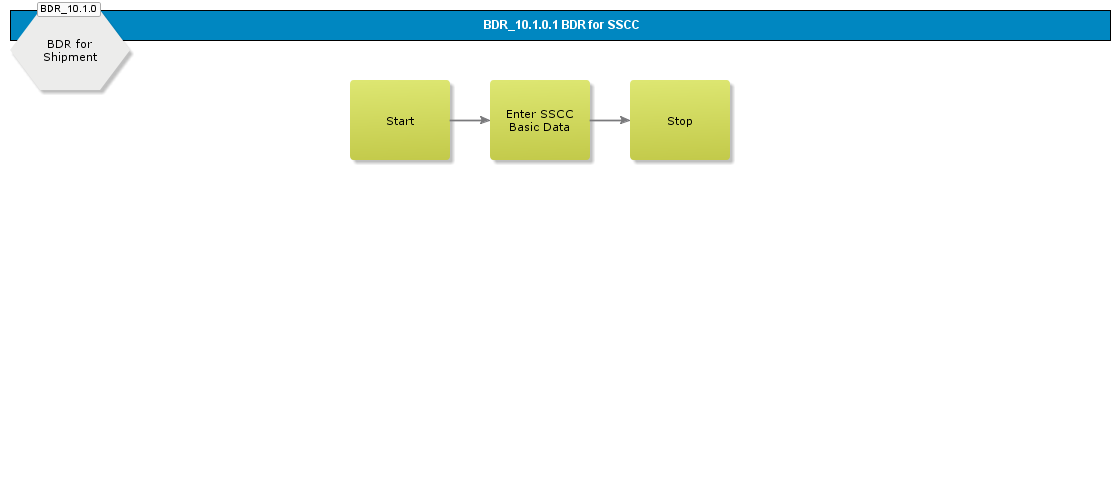 BDR_10.1.0
BDR_10.1.0.1 BDR for SSCC
BDR for
Shipment
Start
Enter SSCC
Basic Data
Stop